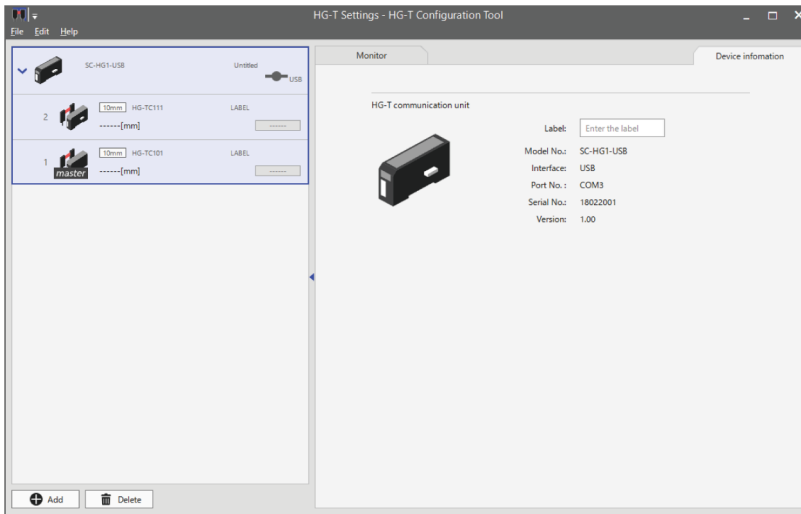 HG-T Settings - HG-T Configuration Tool
File Edit Help
SC-HG1-USB Untitled
USB
2 10mm HG-TC111 LABEL
------[mm] ------
1 10mm HG-TC101 LABEL
master ------[mm] ------
Add Delete
Monitor Device infomation
HG-T communication unit
Label: Enter the label
Model No.: SC-HG1-USB
Interface: USB
Port No. : COM3
Serial No.: 18022001
Version: 1.00